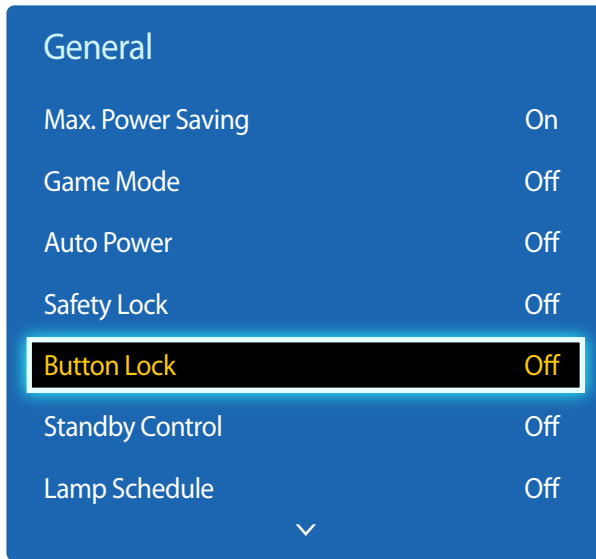 General
Max. Power Saving On
Game Mode Off
Auto Power Off
Safety Lock Off
Button Lock Off
Standby Control Off
Lamp Schedule Off